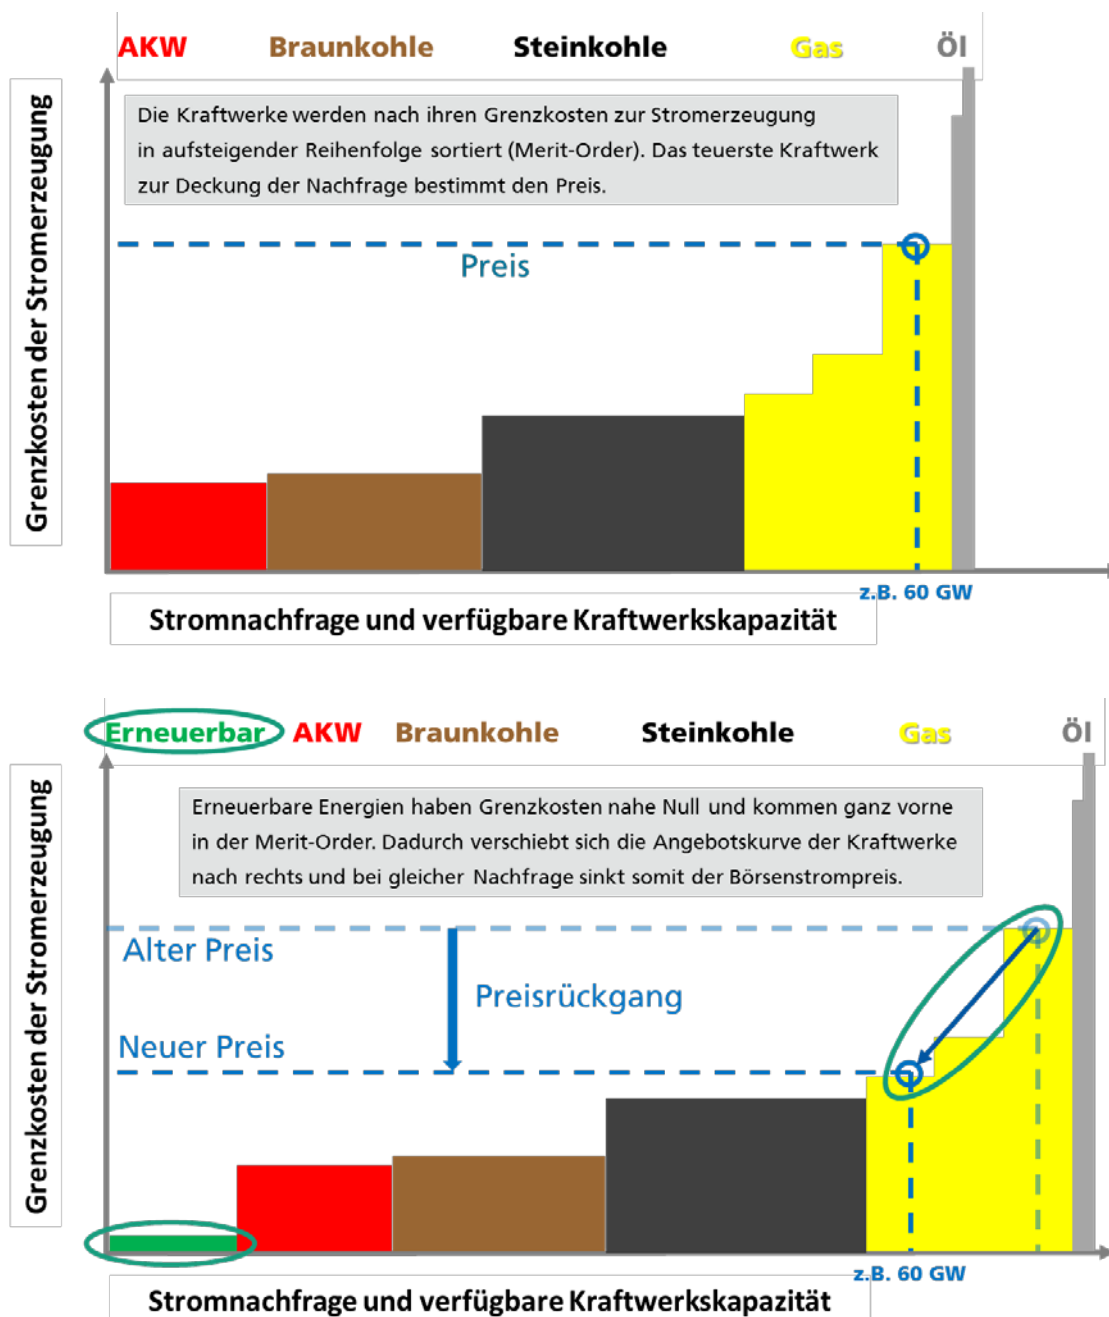 AKW Braunkohle Steinkohle Gas Öl
Grenzkosten der Stromerzeugung
Die Kraftwerke werden nach ihren Grenzkosten zur Stromerzeugung
in aufsteigender Reihenfolge sortiert (Merit-Order). Das teuerste Kraftwerk
zur Deckung der Nachfrage bestimmt den Preis.
Preis
z.B. 60 GW
Stromnachfrage und verfügbare Kraftwerkskapazität
Erneuerbar AKW Braunkohle Steinkohle Gas Öl
Grenzkosten der Stromerzeugung
Erneuerbare Energien haben Grenzkosten nahe Null und kommen ganz vorne
in der Merit-Order. Dadurch verschiebt sich die Angebotskurve der Kraftwerke
nach rechts und bei gleicher Nachfrage sinkt somit der Börsenstrompreis.
Alter Preis
Preisrückgang
Neuer Preis
z.B. 60 GW
Stromnachfrage und verfügbare Kraftwerkskapazität